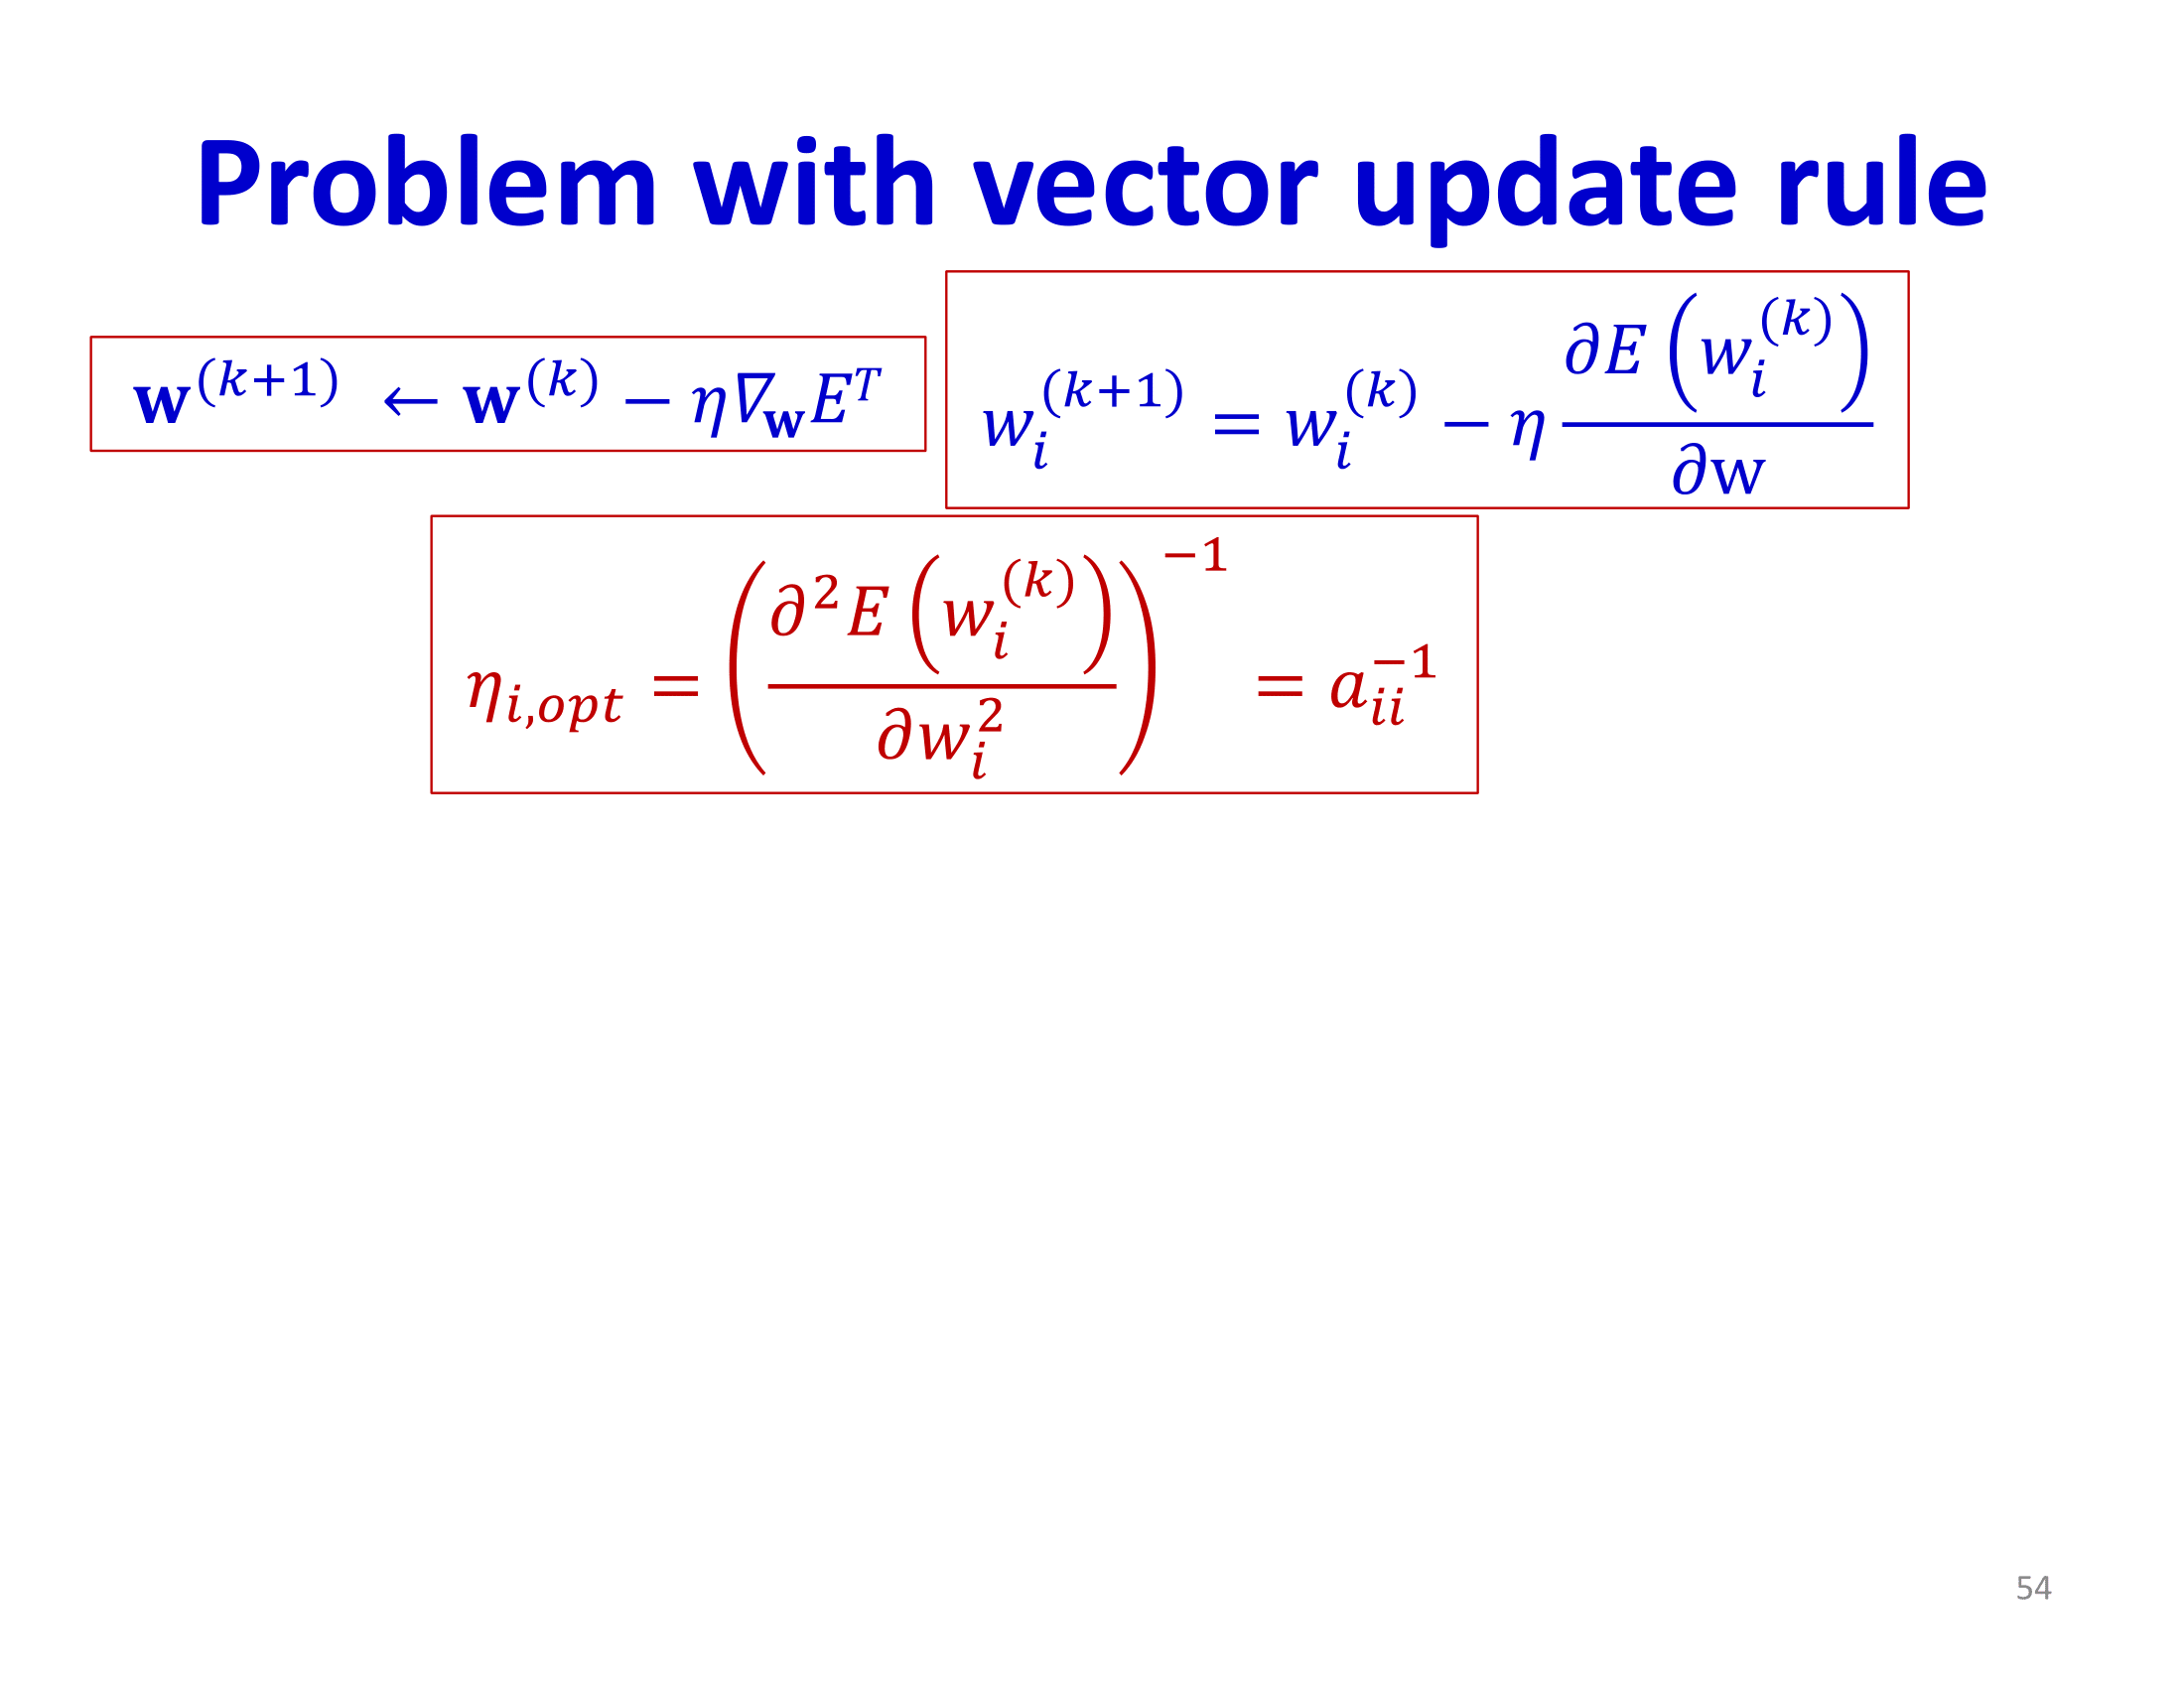 Problem with vector update rule
$\mathbf{w}^{(k+1)} \leftarrow \mathbf{w}^{(k)} - \eta \nabla_{\mathbf{w}} E^T$
$w_i^{(k+1)} = w_i^{(k)} - \eta \frac{\partial E\left(w_i^{(k)}\right)}{\partial \mathrm{w}}$
$\eta_{i,opt} = \left(\frac{\partial^2 E\left(w_i^{(k)}\right)}{\partial w_i^2}\right)^{-1} = a_{ii}^{-1}$
54